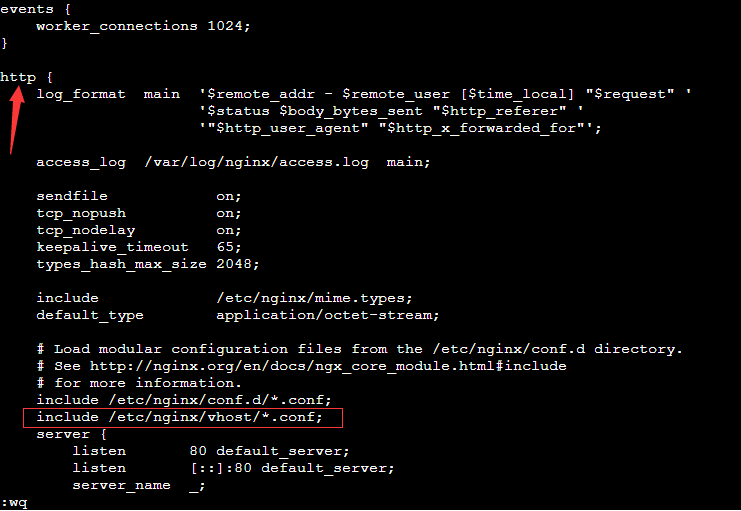 events {
    worker_connections 1024;
}
http {
    log_format  main  '$remote_addr - $remote_user [$time_local] "$request" '
                      '$status $body_bytes_sent "$http_referer" '
                      '"$http_user_agent" "$http_x_forwarded_for"';
    access_log  /var/log/nginx/access.log  main;
    sendfile            on;
    tcp_nopush          on;
    tcp_nodelay         on;
    keepalive_timeout   65;
    types_hash_max_size 2048;
    include             /etc/nginx/mime.types;
    default_type        application/octet-stream;
    # Load modular configuration files from the /etc/nginx/conf.d directory.
    # See http://nginx.org/en/docs/ngx_core_module.html#include
    # for more information.
    include /etc/nginx/conf.d/*.conf;
    include /etc/nginx/vhost/*.conf;
    server {
        listen       80 default_server;
        listen       [::]:80 default_server;
        server_name  _;
:wq